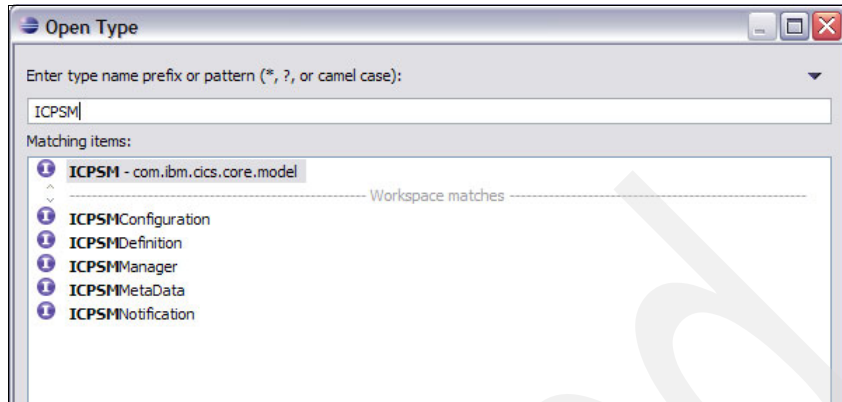 Open Type
Enter type name prefix or pattern (*, ?, or camel case):
ICPSM
Matching items:
ICPSM - com.ibm.cics.core.model
Workspace matches
ICPSMConfiguration
ICPSMDefinition
ICPSMManager
ICPSMMetaData
ICPSMNotification